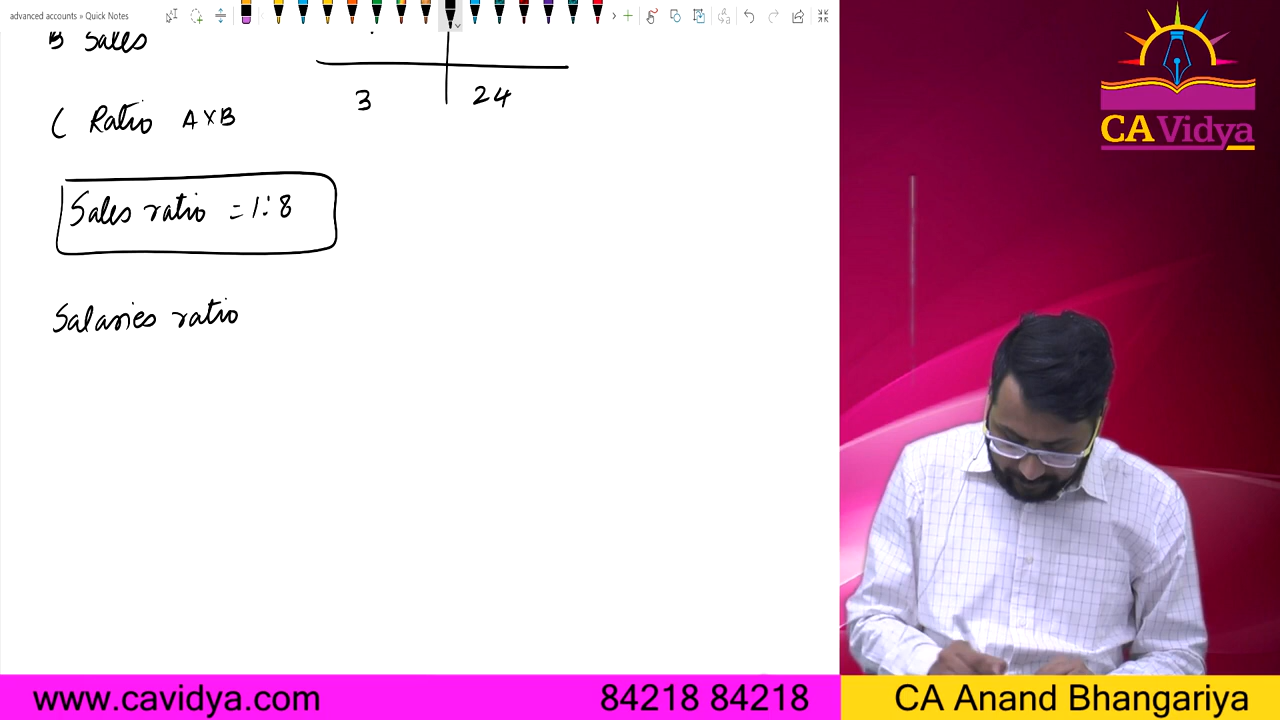 advanced accounts » Quick Notes
B Sales
3 24
C Ratio A×B
Sales ratio = 1:8
Salaries ratio
CA Vidya
www.cavidya.com 84218 84218 CA Anand Bhangariya